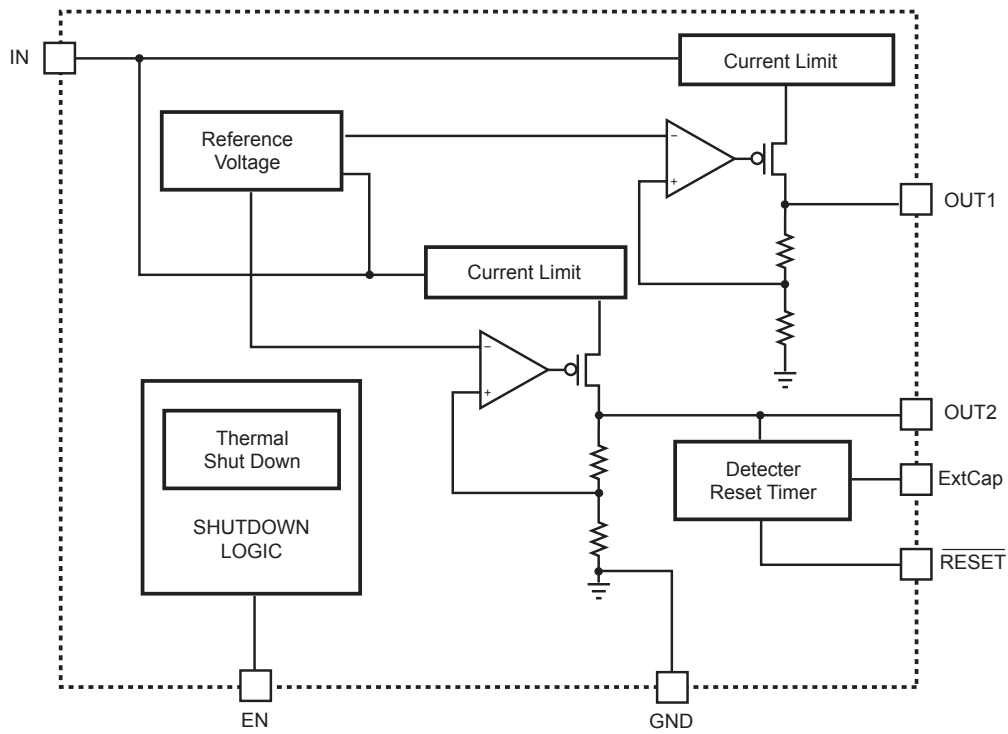 IN
Current Limit
Reference
Voltage
−
+
OUT1
Current Limit
−
+
OUT2
Thermal
Shut Down
SHUTDOWN
LOGIC
Detecter
Reset Timer
ExtCap
RESET
EN
GND